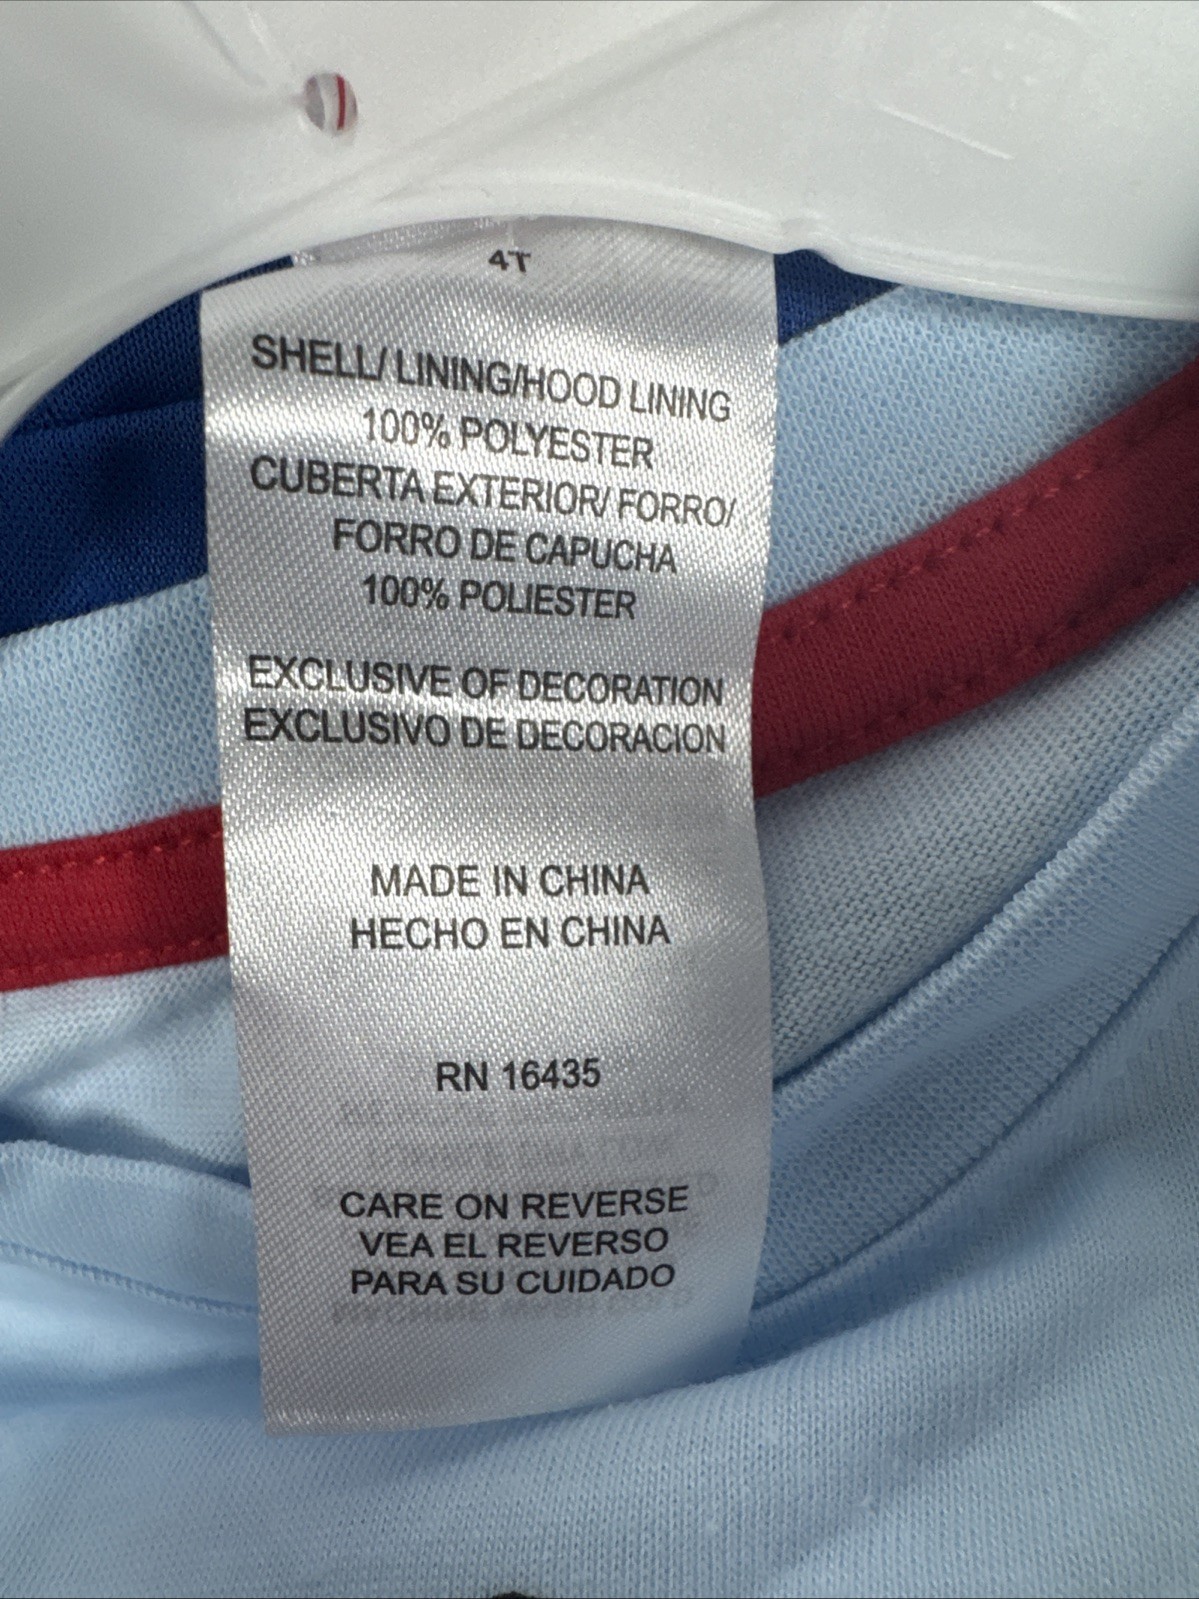 4T
SHELL/ LINING/HOOD LINING
100% POLYESTER
CUBERTA EXTERIOR/ FORRO/
FORRO DE CAPUCHA
100% POLIESTER
EXCLUSIVE OF DECORATION
EXCLUSIVO DE DECORACION
MADE IN CHINA
HECHO EN CHINA
RN 16435
CARE ON REVERSE
VEA EL REVERSO
PARA SU CUIDADO